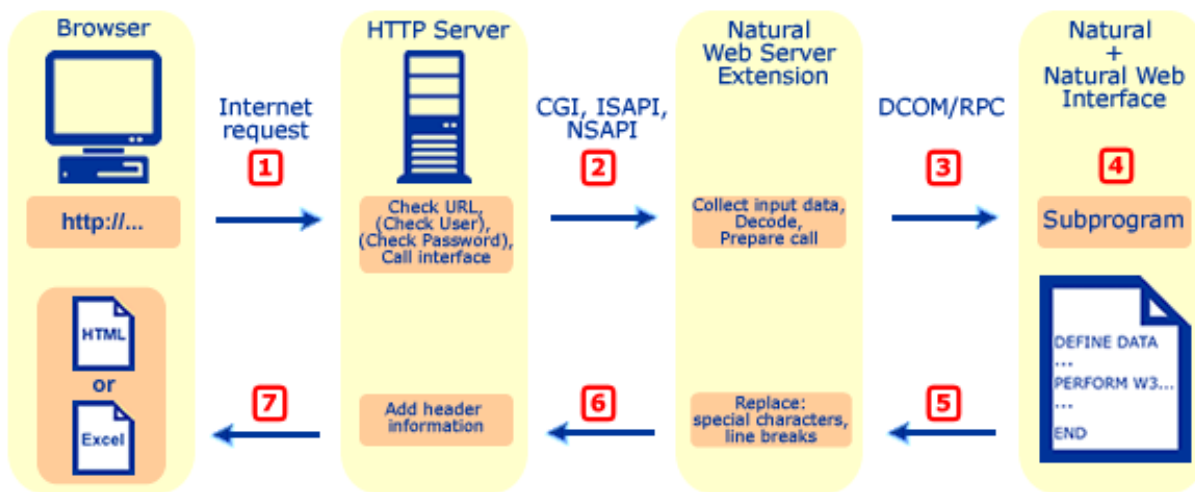 Browser
HTTP Server
Natural
Web Server
Extension
Natural
+
Natural Web
Interface
Internet
request
1
CGI, ISAPI,
NSAPI
2
DCOM/RPC
3
4
http://...
Check URL,
(Check User),
(Check Password),
Call interface
Collect input data,
Decode,
Prepare call
Subprogram
HTML
or
Excel
7
Add header
information
6
Replace:
special characters,
line breaks
5
DEFINE DATA
...
PERFORM W3...
...
END